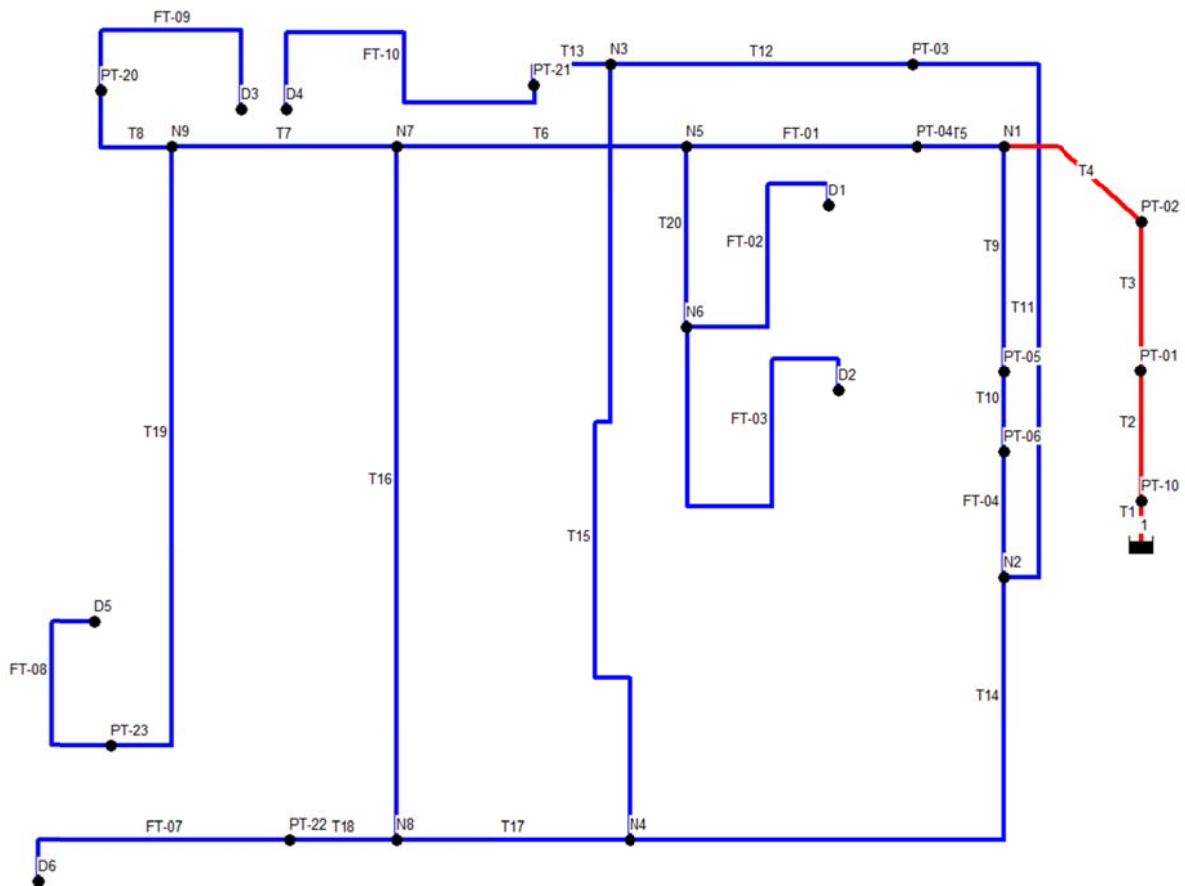 FT-09
FT-10
T13
N3
T12
PT-03
PT-20
PT-21
D3
D4
T8
N9
T7
N7
T6
N5
FT-01
PT-04
T5
N1
T4
D1
PT-02
T20
FT-02
T9
T3
N6
T11
PT-05
PT-01
D2
T10
FT-03
T2
T19
PT-06
T16
FT-04
PT-10
T1
1
T15
N2
D5
FT-08
T14
PT-23
FT-07
PT-22
T18
N8
T17
N4
D6